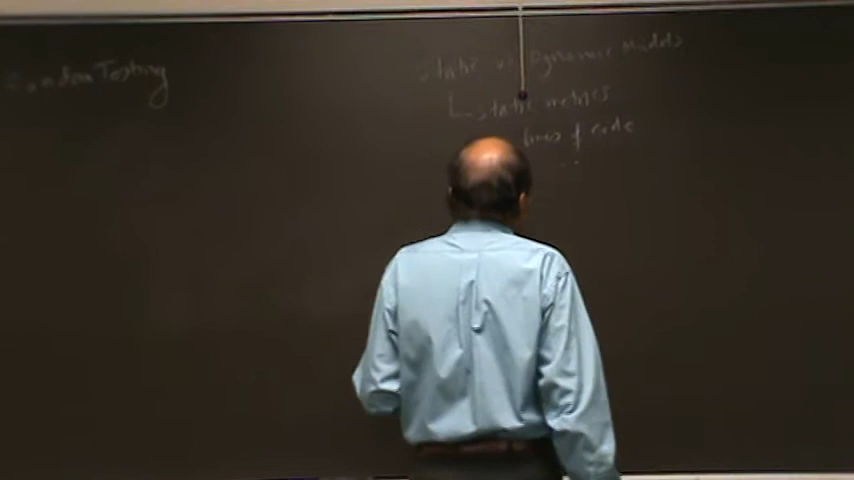 Random Testing
Static vs Dynamic Models
static metrics
lines of code